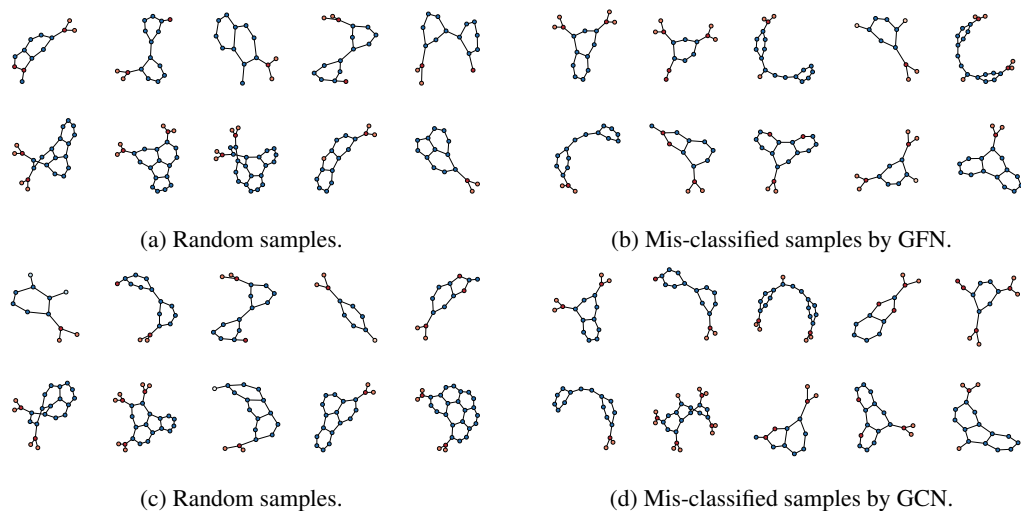 (a) Random samples.
(b) Mis-classified samples by GFN.
(c) Random samples.
(d) Mis-classified samples by GCN.